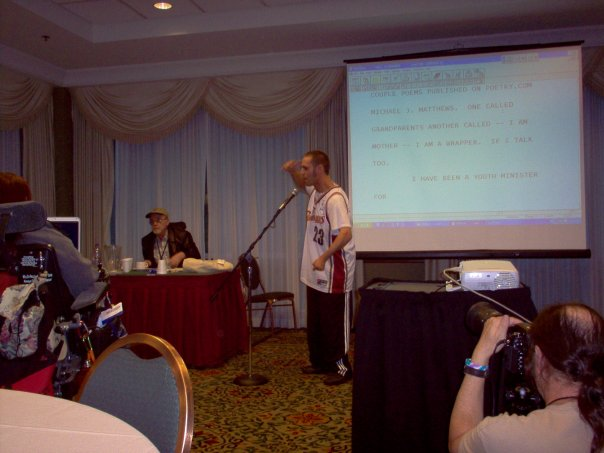 COUPLE POEMS PUBLISHED ON POETRY.COM
MICHAEL J. MATTHEWS. ONE CALLED
GRANDPARENTS ANOTHER CALLED -- I AM
MOTHER -- I AM A WRAPPER. IF I TALK
TOO.
I HAVE BEEN A YOUTH MINISTER
FOR
23